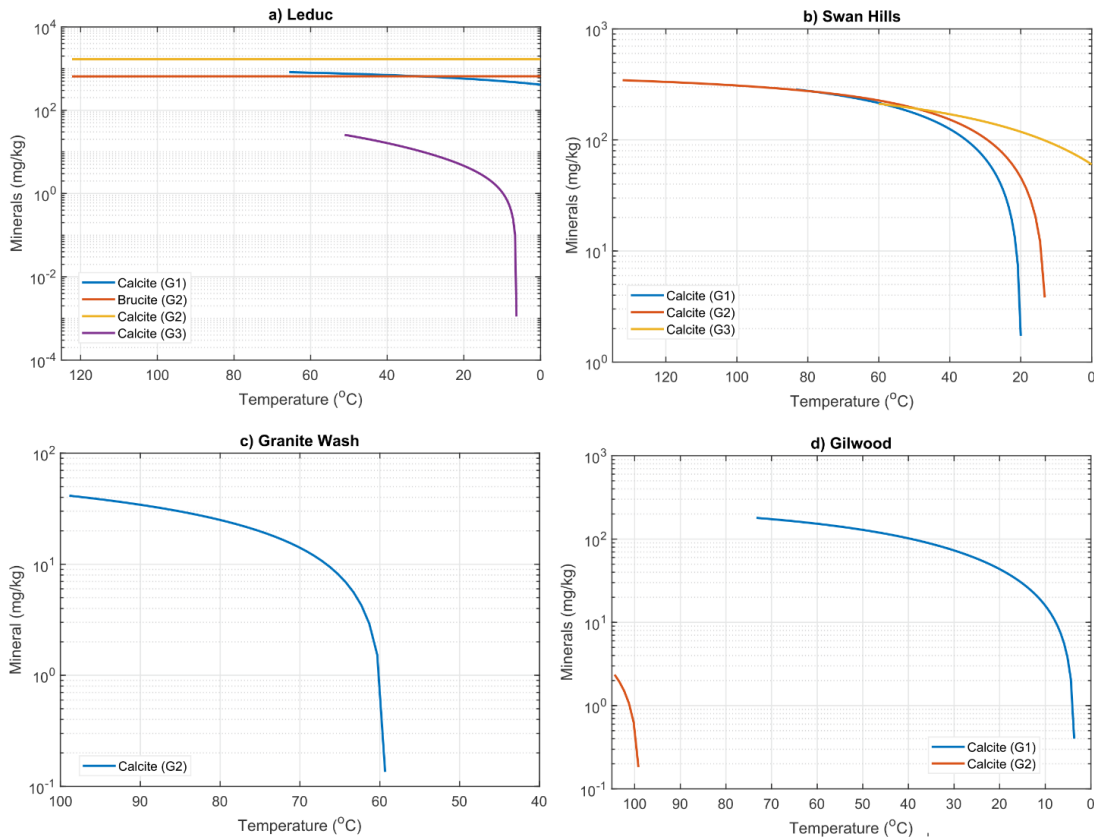 a) Leduc
10^4
10^2
10^0
10^-2
10^-4
Minerals (mg/kg)
Calcite (G1)
Brucite (G2)
Calcite (G2)
Calcite (G3)
120 100 80 60 40 20 0
Temperature (°C)
b) Swan Hills
10^3
10^2
10^1
10^0
Minerals (mg/kg)
Calcite (G1)
Calcite (G2)
Calcite (G3)
120 100 80 60 40 20 0
Temperature (°C)
c) Granite Wash
10^2
10^1
10^0
10^-1
Mineral (mg/kg)
Calcite (G2)
100 90 80 70 60 50 40
Temperature (°C)
d) Gilwood
10^3
10^2
10^1
10^0
10^-1
Minerals (mg/kg)
Calcite (G1)
Calcite (G2)
100 90 80 70 60 50 40 30 20 10 0
Temperature (°C)